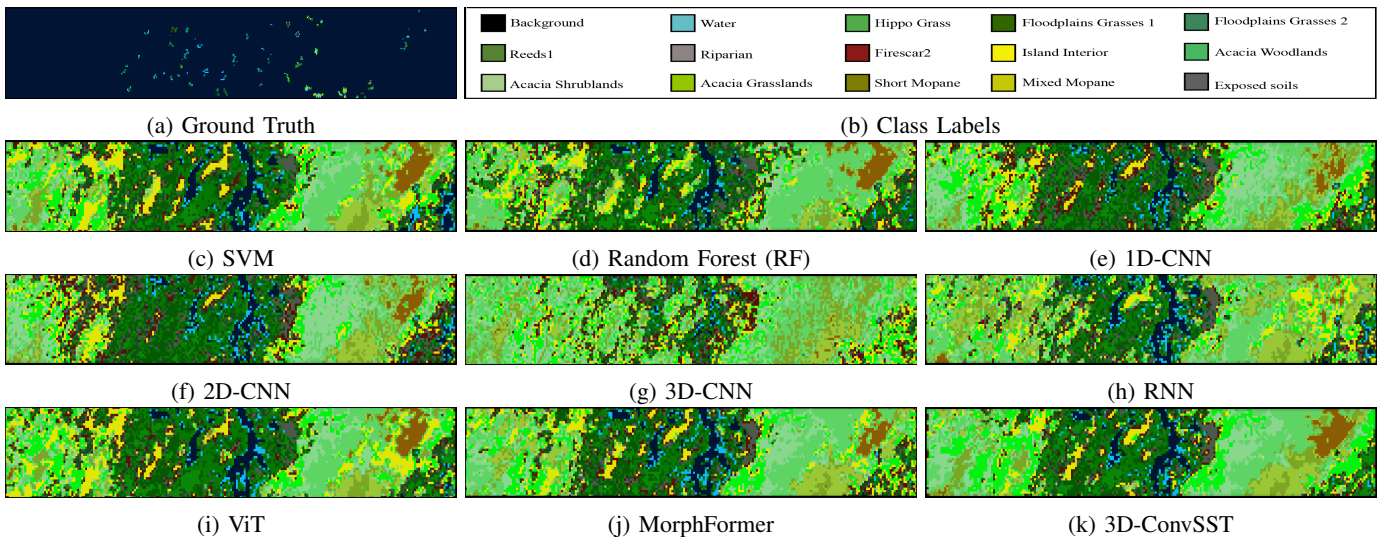 Background Water Hippo Grass Floodplains Grasses 1 Floodplains Grasses 2
Reeds1 Riparian Firescar2 Island Interior Acacia Woodlands
Acacia Shrublands Acacia Grasslands Short Mopane Mixed Mopane Exposed soils
(a) Ground Truth (b) Class Labels
(c) SVM (d) Random Forest (RF) (e) 1D-CNN
(f) 2D-CNN (g) 3D-CNN (h) RNN
(i) ViT (j) MorphFormer (k) 3D-ConvSST